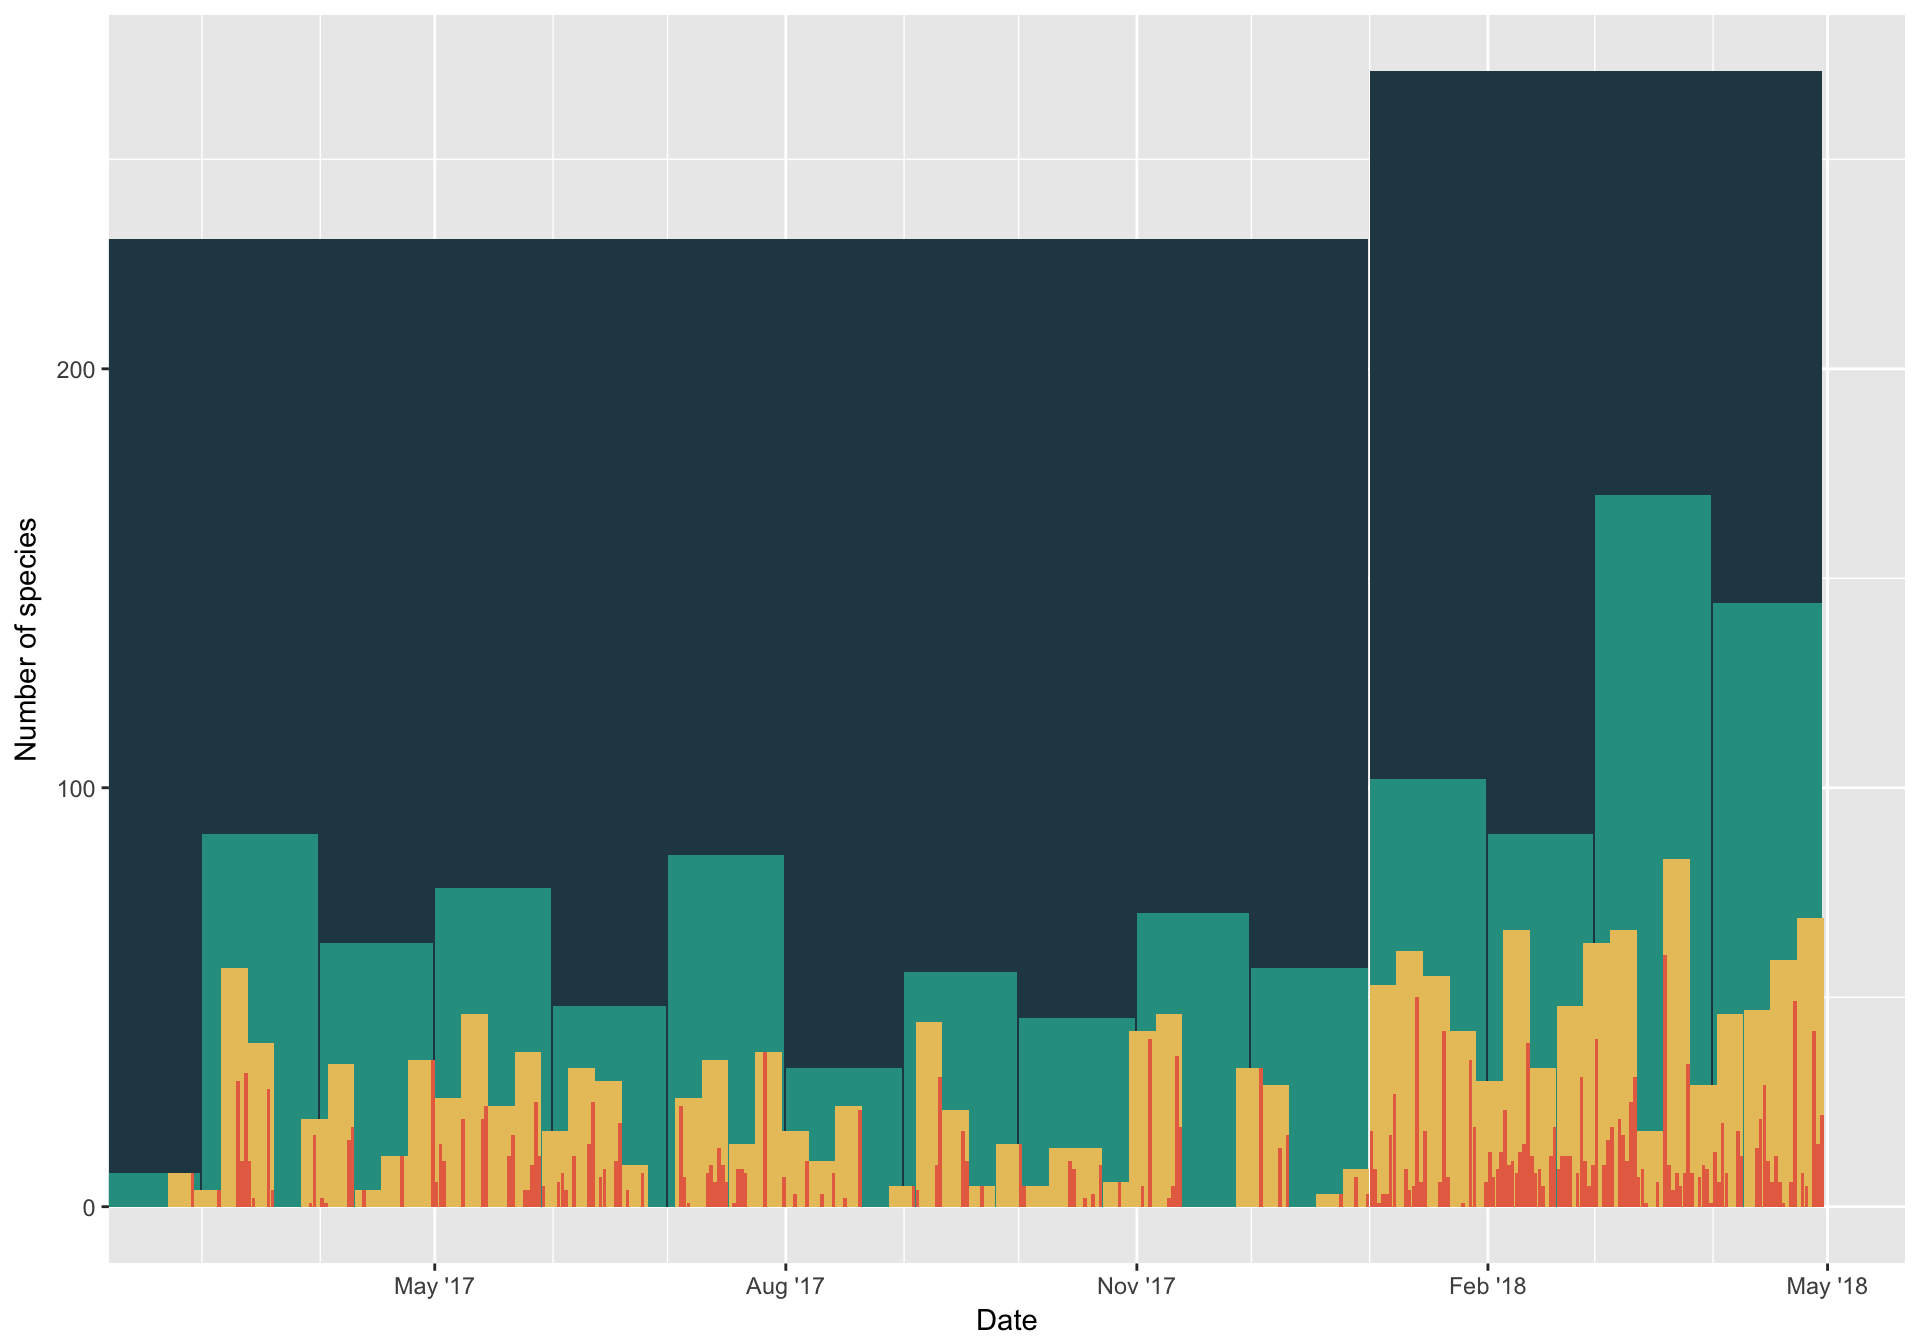 Number of species
200
100
0
May '17
Aug '17
Nov '17
Feb '18
May '18
Date